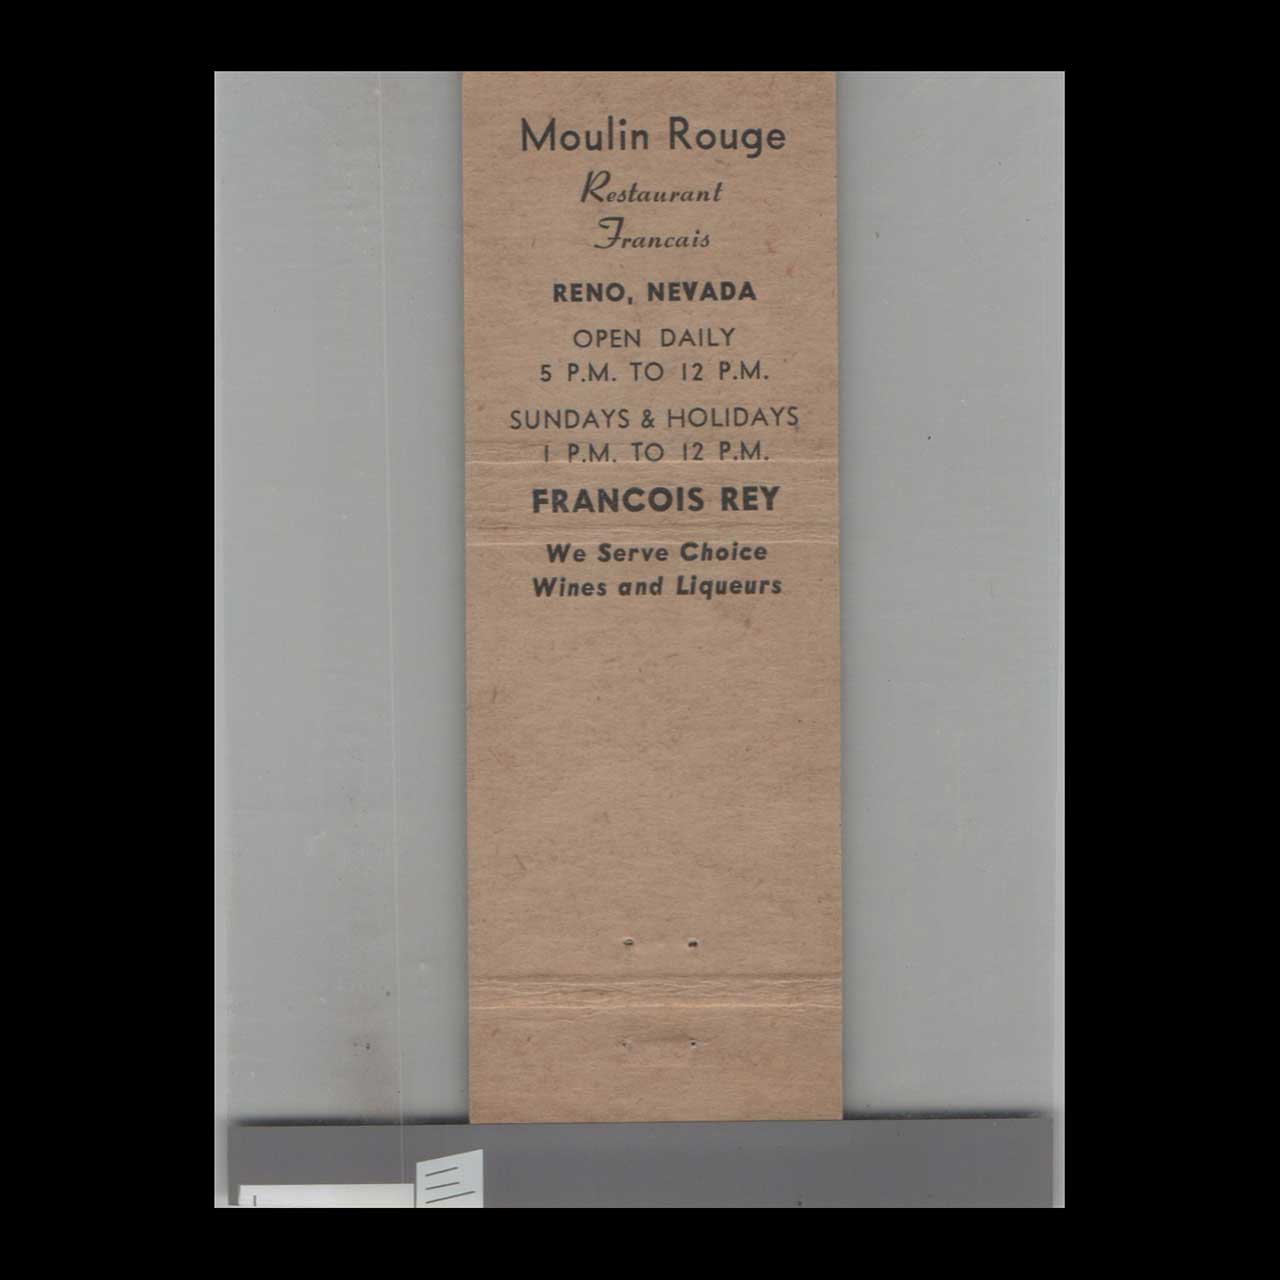 Moulin Rouge
Restaurant
Francais
RENO, NEVADA
OPEN DAILY
5 P.M. TO 12 P.M.
SUNDAYS & HOLIDAYS
1 P.M. TO 12 P.M.
FRANCOIS REY
We Serve Choice
Wines and Liqueurs